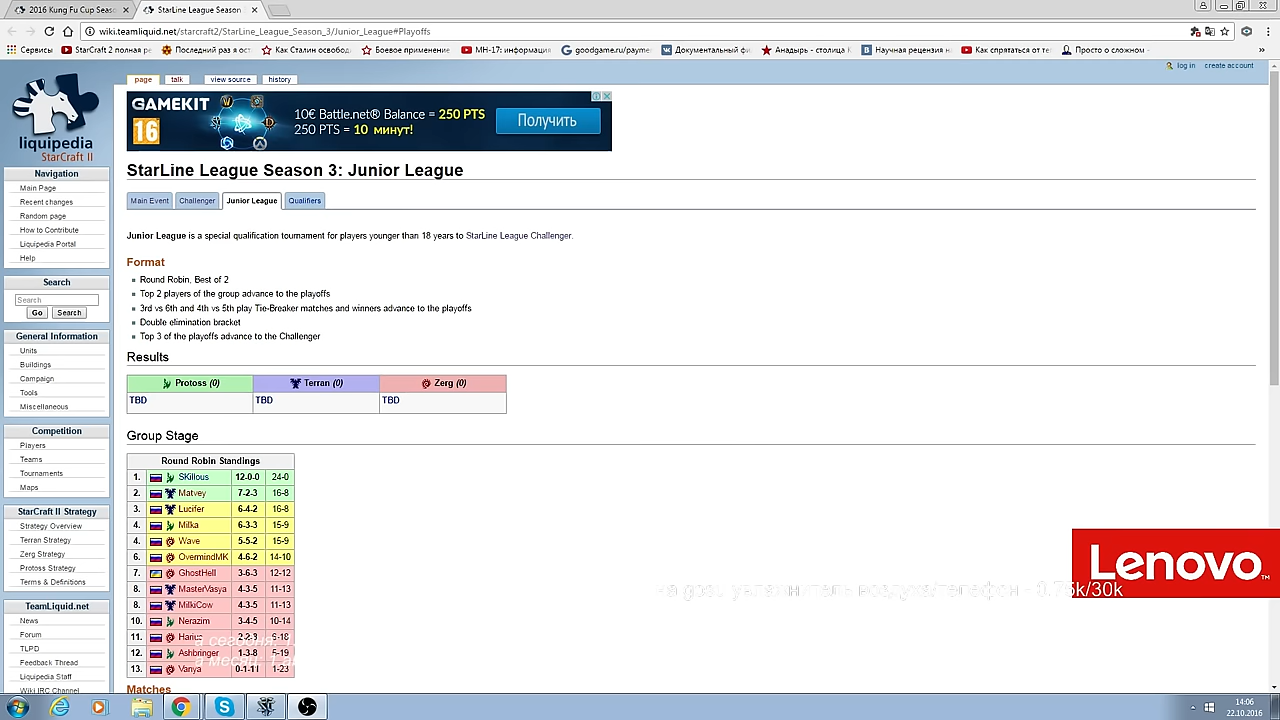 2016 Kung Fu Cup Seas
StarLine League Season
wiki.teamliquid.net/starcraft2/StarLine_League_Season_3/Junior_League#Playoffs
Сервисы
StarCraft 2 полная ре
Последний раз я ост
Как Сталин освобод
Боевое применение
МН-17: информаци
goodgame.ru/payme
Документальный фи
Анадырь - столица К
Научная рецензия н
Как спрятаться от те
Просто о сложном -
log in create account
page talk view source history
GAMEKIT
16
10€ Battle.net® Balance = 250 PTS
250 PTS = 10 минут!
Получить
liquipedia
StarCraft II
Navigation
Main Page
Recent changes
Random page
How to Contribute
Liquipedia Portal
Help
Search
Search
Go Search
General Information
Units
Buildings
Campaign
Tools
Miscellaneous
Competition
Players
Teams
Tournaments
Maps
StarCraft II Strategy
Strategy Overview
Terran Strategy
Zerg Strategy
Protoss Strategy
Terms & Definitions
TeamLiquid.net
News
Forum
TLPD
Feedback Thread
Liquipedia Staff
Wiki IRC Channel
StarLine League Season 3: Junior League
Main Event Challenger Junior League Qualifiers
Junior League is a special qualification tournament for players younger than 18 years to StarLine League Challenger.
Format
Round Robin, Best of 2
Top 2 players of the group advance to the playoffs
3rd vs 6th and 4th vs 5th play Tie-Breaker matches and winners advance to the playoffs
Double elimination bracket
Top 3 of the playoffs advance to the Challenger
Results
Protoss (0) Terran (0) Zerg (0)
TBD TBD TBD
Group Stage
Round Robin Standings
1. SKillous 12-0-0 24-0
2. Matvey 7-2-3 16-8
3. Lucifer 6-4-2 16-8
4. Milka 6-3-3 15-9
4. Wave 5-5-2 15-9
6. OvermindMK 4-6-2 14-10
7. GhostHell 3-6-3 12-12
8. MasterVasya 4-3-5 11-13
8. MilkiCow 4-3-5 11-13
10. Nerazim 3-4-5 10-14
11. Harius 9-18
12. Ashbringer 1-3-8 5-19
13. Vanya 0-1-11 1-23
Matches
Lenovo
TM
0.75k/30k
14:06
22.10.2016